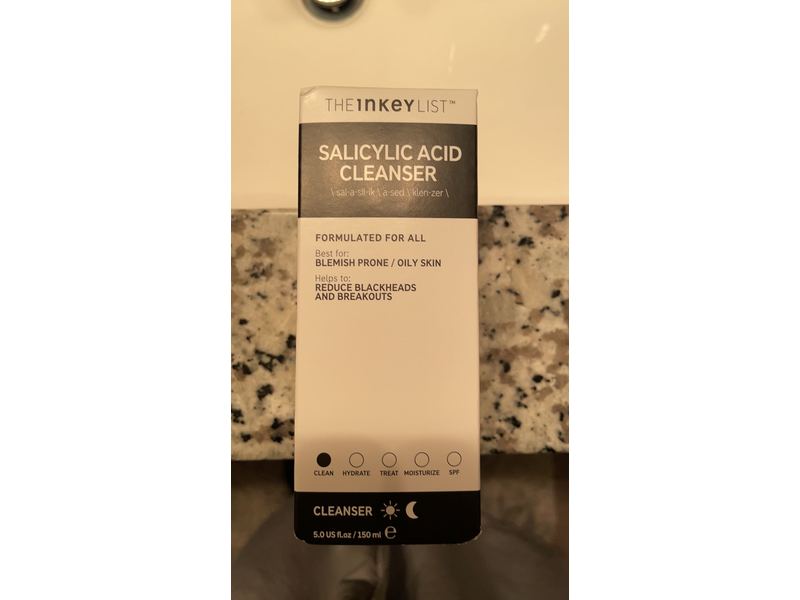 THE INKEY LIST™
SALICYLIC ACID
CLEANSER
\ sal-a-sil-ik \ a-sed \ klen-zer \
FORMULATED FOR ALL
Best for:
BLEMISH PRONE / OILY SKIN
Helps to:
REDUCE BLACKHEADS
AND BREAKOUTS
CLEAN HYDRATE TREAT MOISTURIZE SPF
CLEANSER
5.0 US fl.oz / 150 ml ℮